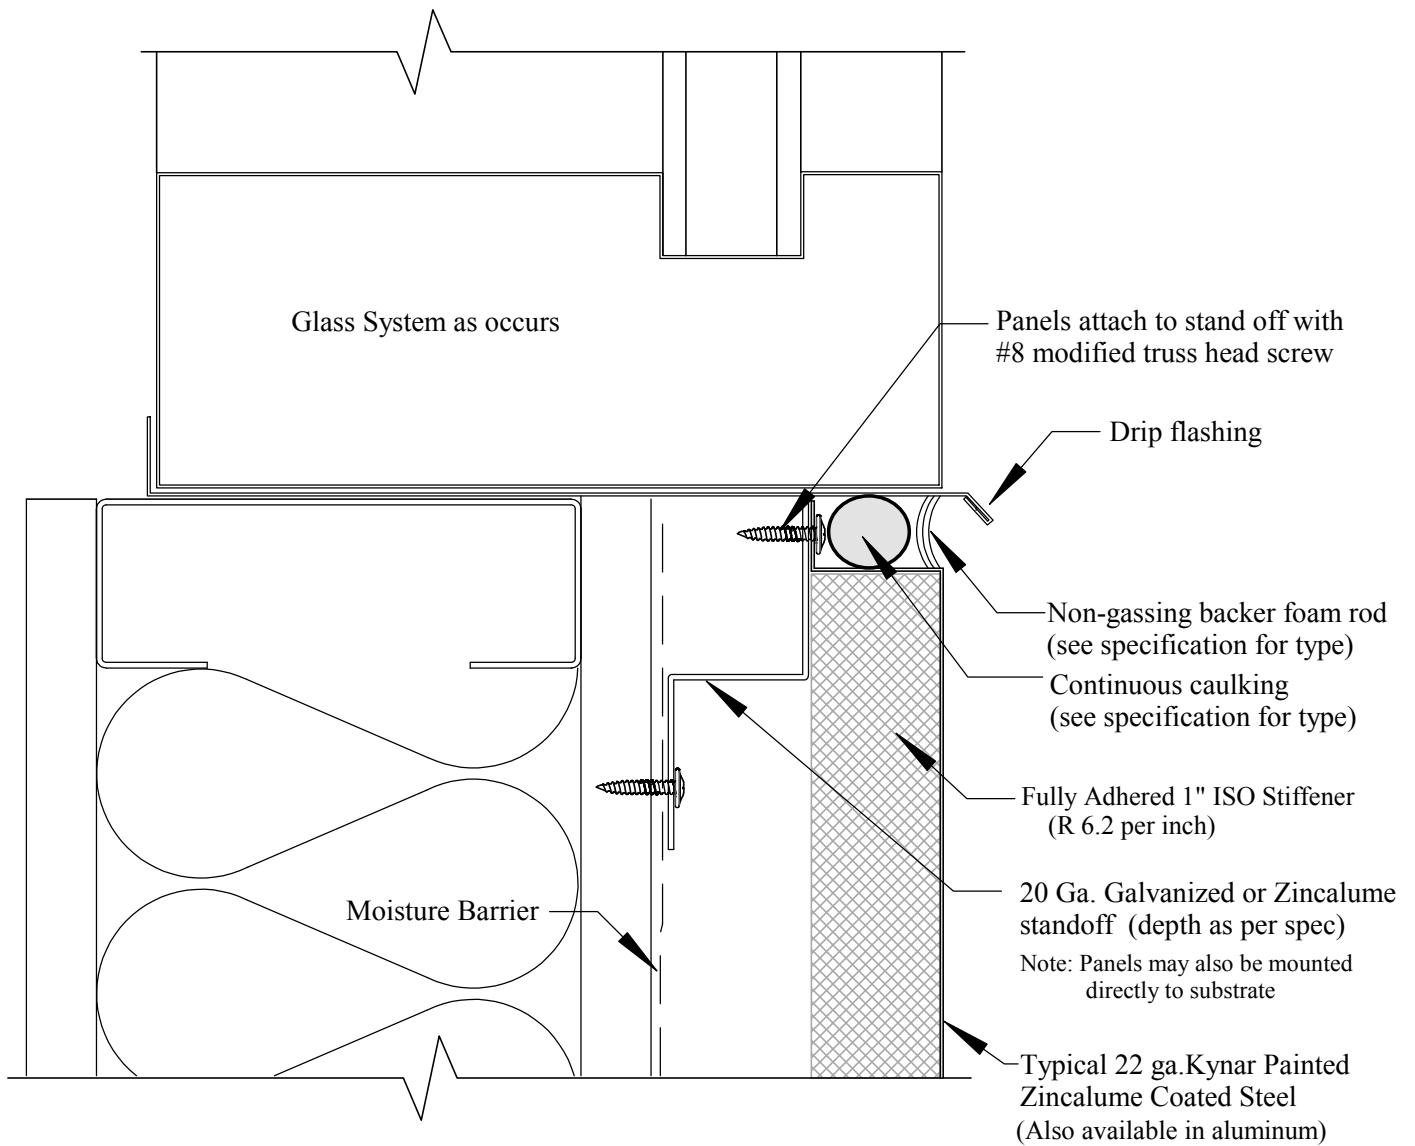 Glass System as occurs
Panels attach to stand off with
#8 modified truss head screw
Drip flashing
Non-gassing backer foam rod
(see specification for type)
Continuous caulking
(see specification for type)
Fully Adhered 1" ISO Stiffener
(R 6.2 per inch)
Moisture Barrier
20 Ga. Galvanized or Zincalume
standoff (depth as per spec)
Note: Panels may also be mounted
directly to substrate
Typical 22 ga.Kynar Painted
Zincalume Coated Steel
(Also available in aluminum)